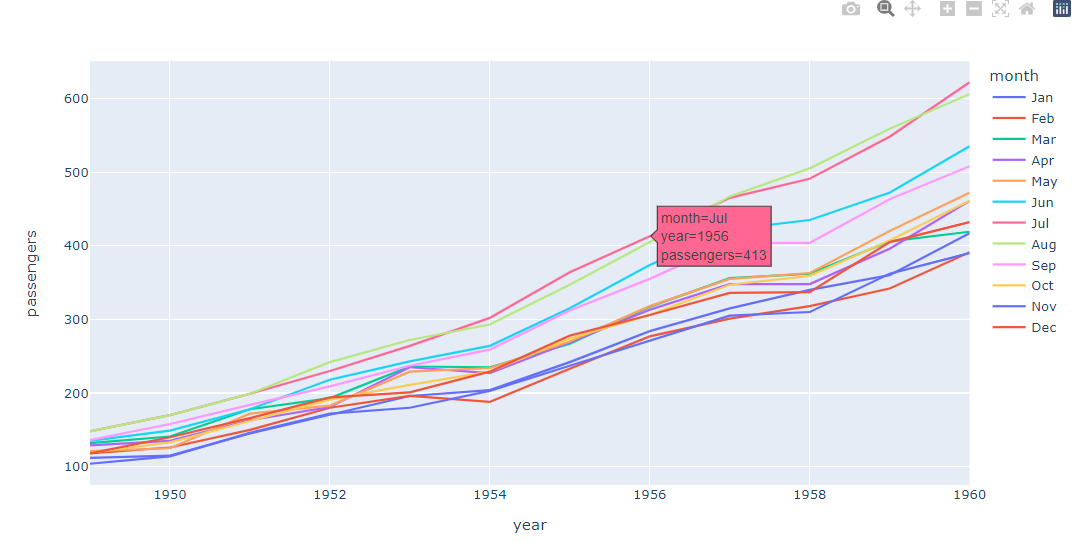 month
Jan
Feb
Mar
Apr
May
Jun
Jul
Aug
Sep
Oct
Nov
Dec
600
500
400
300
200
100
passengers
month=Jul
year=1956
passengers=413
1950
1952
1954
1956
1958
1960
year